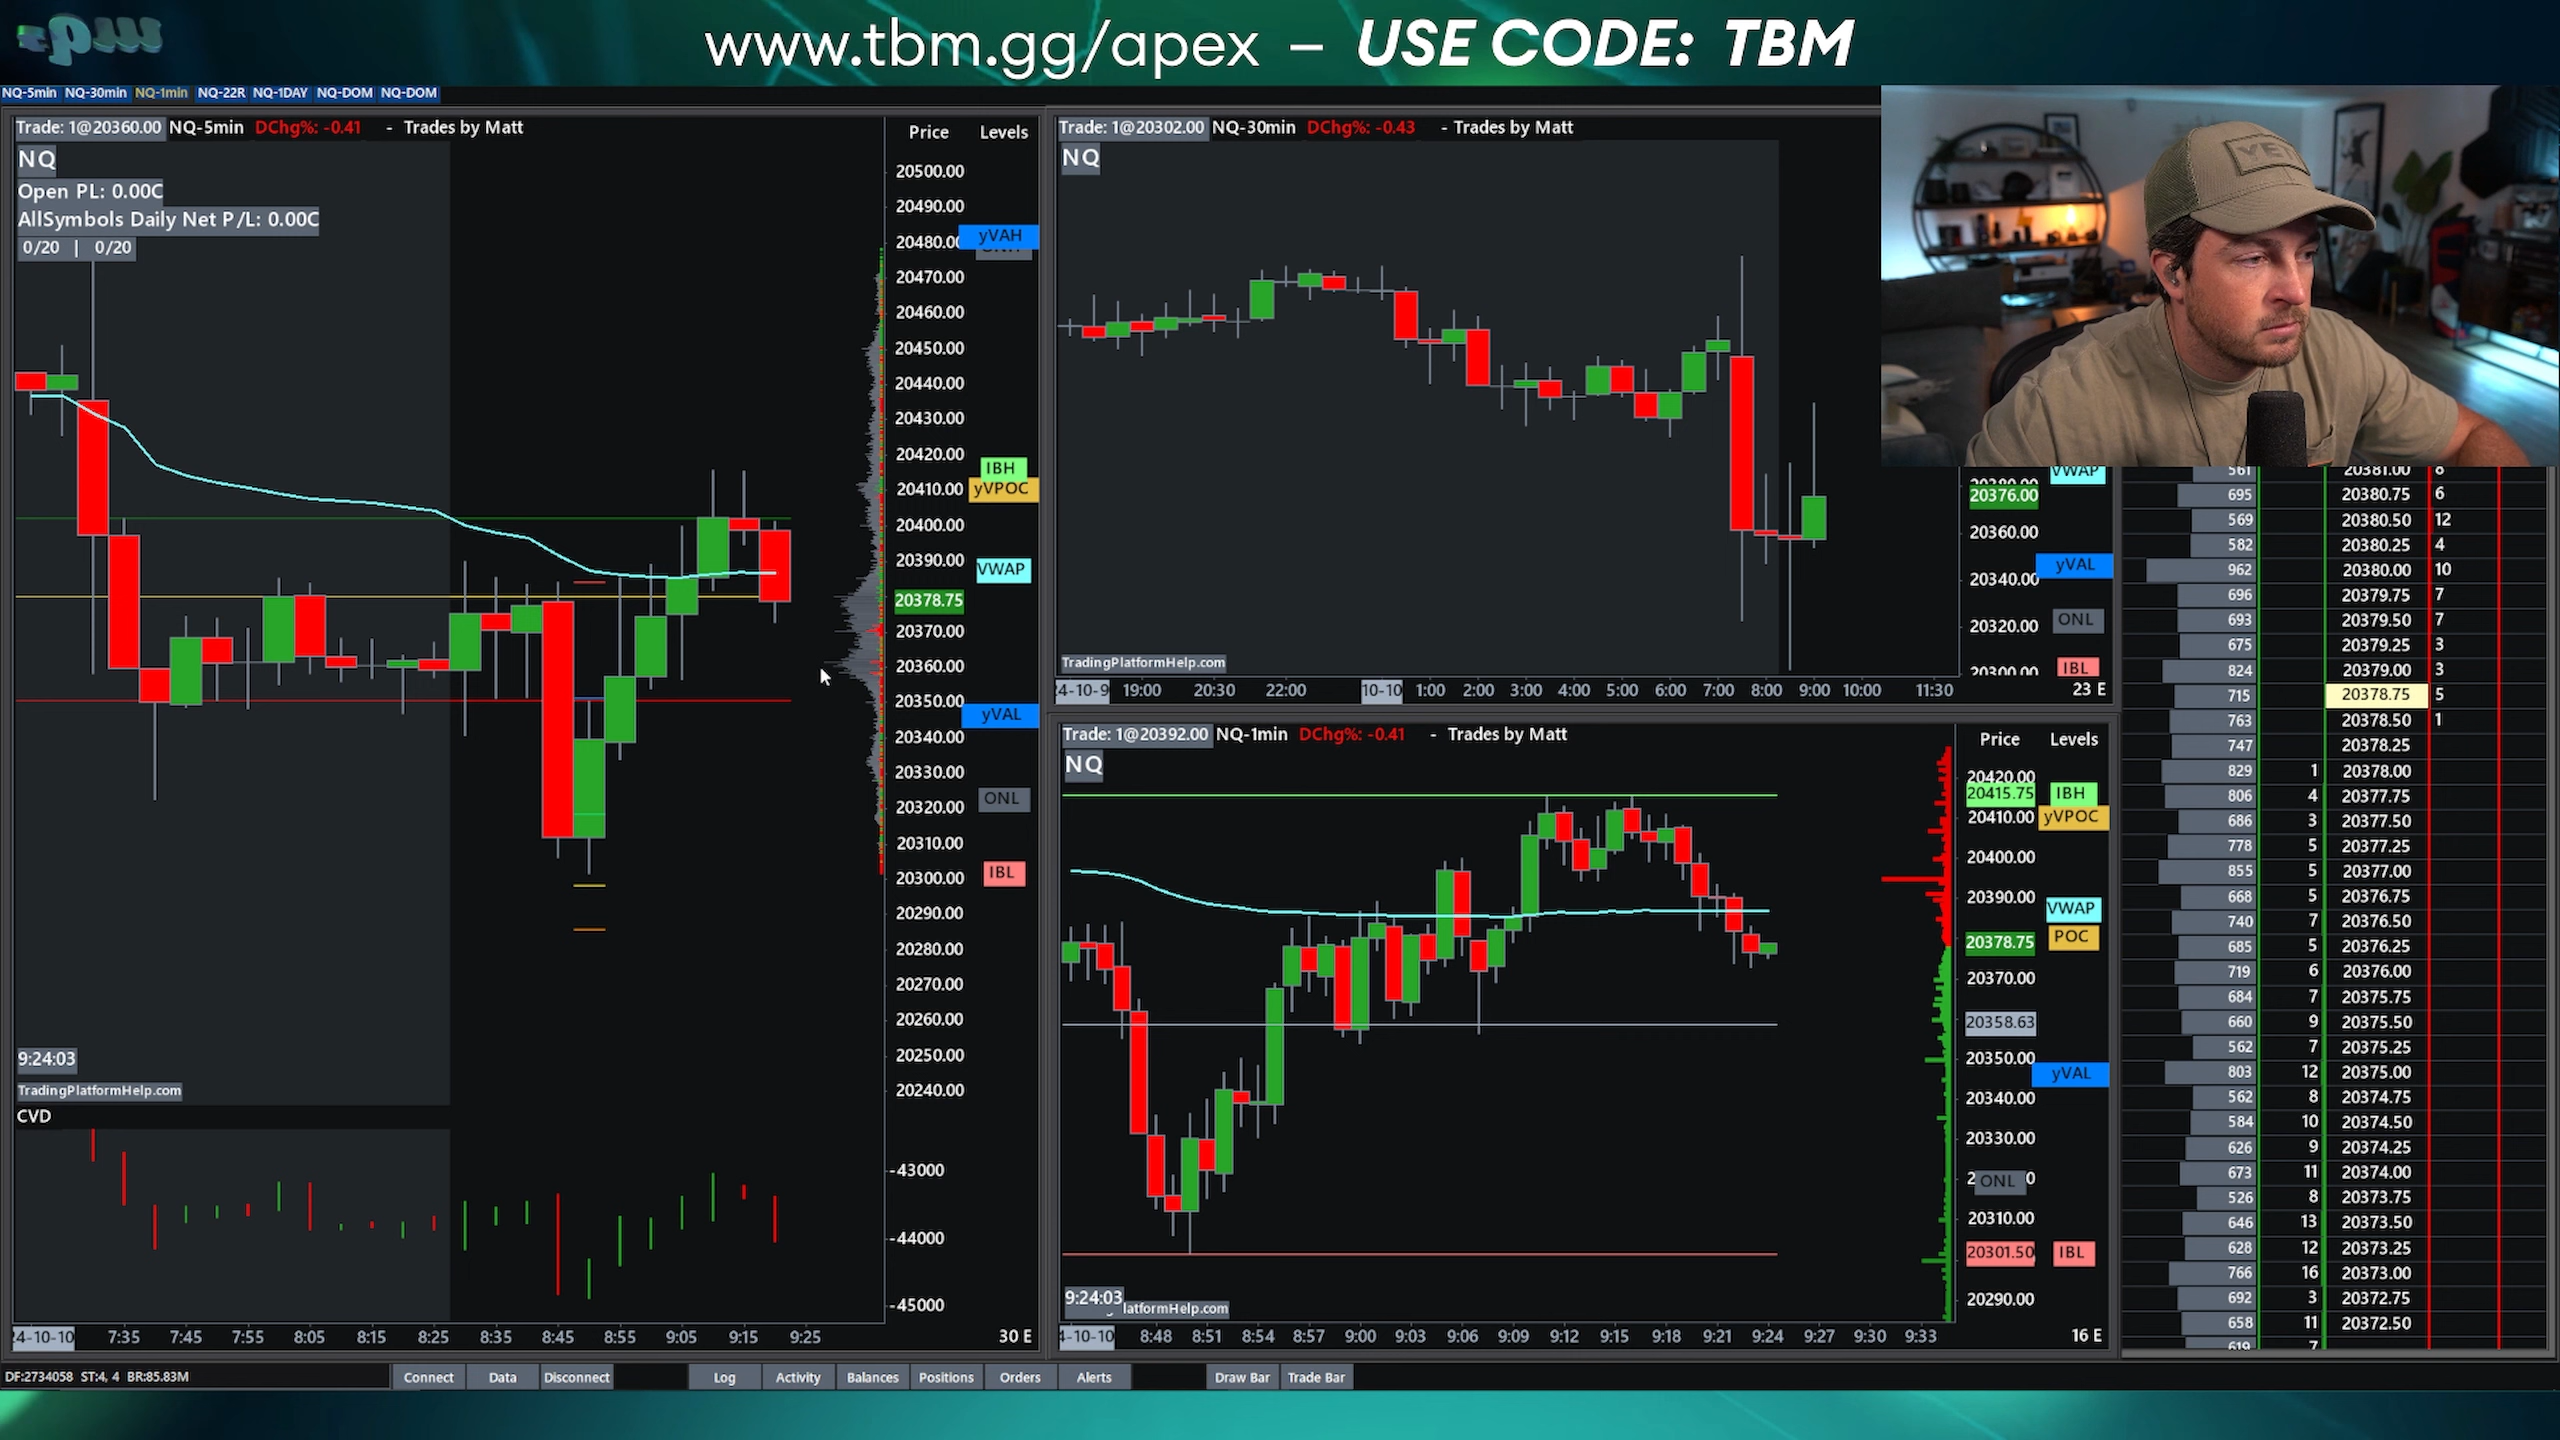 www.tbm.gg/apex – USE CODE: TBM
NQ-5min NQ-30min NQ-1min NQ-22R NQ-1DAY NQ-DOM NQ-DOM
Trade: 1@20360.00 NQ-5min DChg%: -0.41 - Trades by Matt
Price Levels
NQ
Open PL: 0.00C
AllSymbols Daily Net P/L: 0.00C
0/20 | 0/20
20500.00
20490.00
20480.00 yVAH
20470.00
20460.00
20450.00
20440.00
20430.00
20420.00
IBH
20410.00 yVPOC
20400.00
20390.00
VWAP
20378.75
20370.00
20360.00
20350.00
yVAL
20340.00
20330.00
20320.00 ONL
20310.00
20300.00 IBL
20290.00
20280.00
20270.00
20260.00
20250.00
20240.00
9:24:03
TradingPlatformHelp.com
CVD
-43000
-44000
-45000
24-10-10 7:35 7:45 7:55 8:05 8:15 8:25 8:35 8:45 8:55 9:05 9:15 9:25 30 E
Trade: 1@20302.00 NQ-30min DChg%: -0.43 - Trades by Matt
NQ
YETI
VWAP
20376.00
20360.00
yVAL
20340.00
20320.00 ONL
20300.00 IBL
TradingPlatformHelp.com
24-10-9 19:00 20:30 22:00 10-10 1:00 2:00 3:00 4:00 5:00 6:00 7:00 8:00 9:00 10:00 11:30 23 E
Trade: 1@20392.00 NQ-1min DChg%: -0.41 - Trades by Matt
Price Levels
NQ
20420.00
20415.75 IBH
20410.00 yVPOC
20400.00
20390.00
VWAP
20378.75 POC
20370.00
20358.63
20350.00
yVAL
20340.00
20330.00
ONL
20310.00
20301.50 IBL
20290.00
9:24:03
latformHelp.com
4-10-10 8:48 8:51 8:54 8:57 9:00 9:03 9:06 9:09 9:12 9:15 9:18 9:21 9:24 9:27 9:30 9:33 16 E
561 20381.00 8
695 20380.75 6
569 20380.50 12
582 20380.25 4
962 20380.00 10
696 20379.75 7
693 20379.50 7
675 20379.25 3
824 20379.00 3
715 20378.75 5
763 20378.50 1
747 20378.25
829 1 20378.00
806 4 20377.75
686 3 20377.50
778 5 20377.25
855 5 20377.00
668 5 20376.75
740 7 20376.50
685 5 20376.25
719 6 20376.00
684 7 20375.75
660 9 20375.50
562 7 20375.25
803 12 20375.00
562 8 20374.75
584 10 20374.50
626 9 20374.25
673 11 20374.00
526 8 20373.75
646 13 20373.50
628 12 20373.25
766 16 20373.00
692 3 20372.75
658 11 20372.50
619 7
DF:2734058 ST:4, 4 BR:85.83M
Connect Data Disconnect Log Activity Balances Positions Orders Alerts Draw Bar Trade Bar